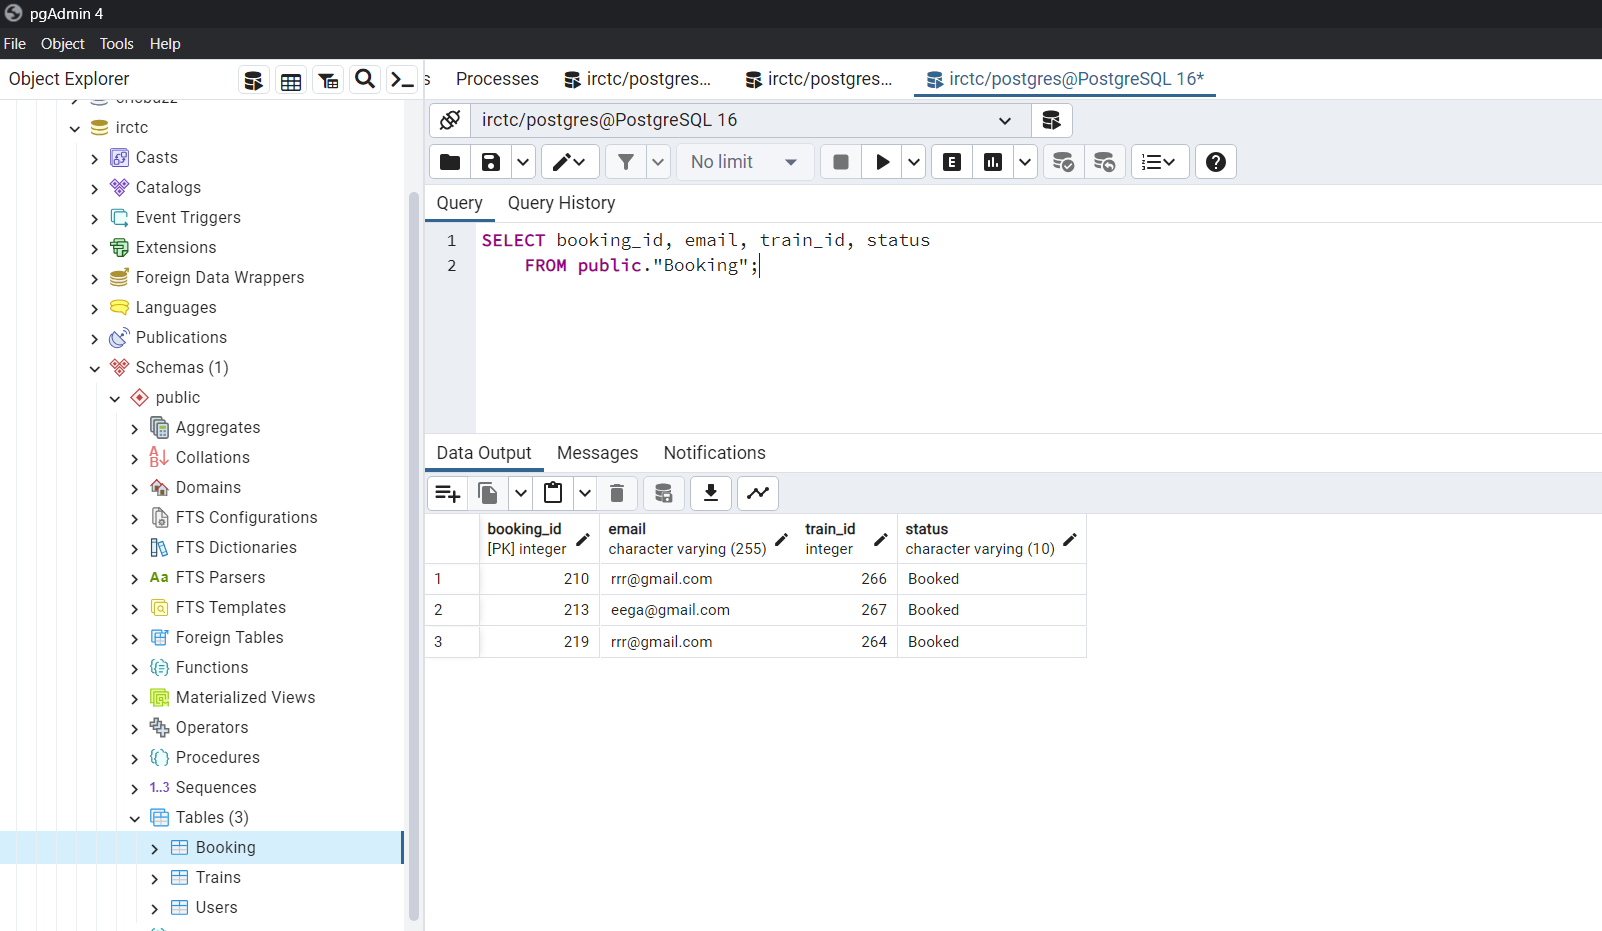 pgAdmin 4
File Object Tools Help
Object Explorer
irctc
Casts
Catalogs
Event Triggers
Extensions
Foreign Data Wrappers
Languages
Publications
Schemas (1)
public
Aggregates
Collations
Domains
FTS Configurations
FTS Dictionaries
Aa FTS Parsers
FTS Templates
Foreign Tables
Functions
Materialized Views
Operators
Procedures
1..3 Sequences
Tables (3)
Booking
Trains
Users
s Processes irctc/postgres... irctc/postgres... irctc/postgres@PostgreSQL 16*
irctc/postgres@PostgreSQL 16
No limit E
Query Query History
1 SELECT booking_id, email, train_id, status
2 FROM public."Booking";
Data Output Messages Notifications
booking_id email train_id status
[PK] integer character varying (255) integer character varying (10)
1 210 rrr@gmail.com 266 Booked
2 213 eega@gmail.com 267 Booked
3 219 rrr@gmail.com 264 Booked